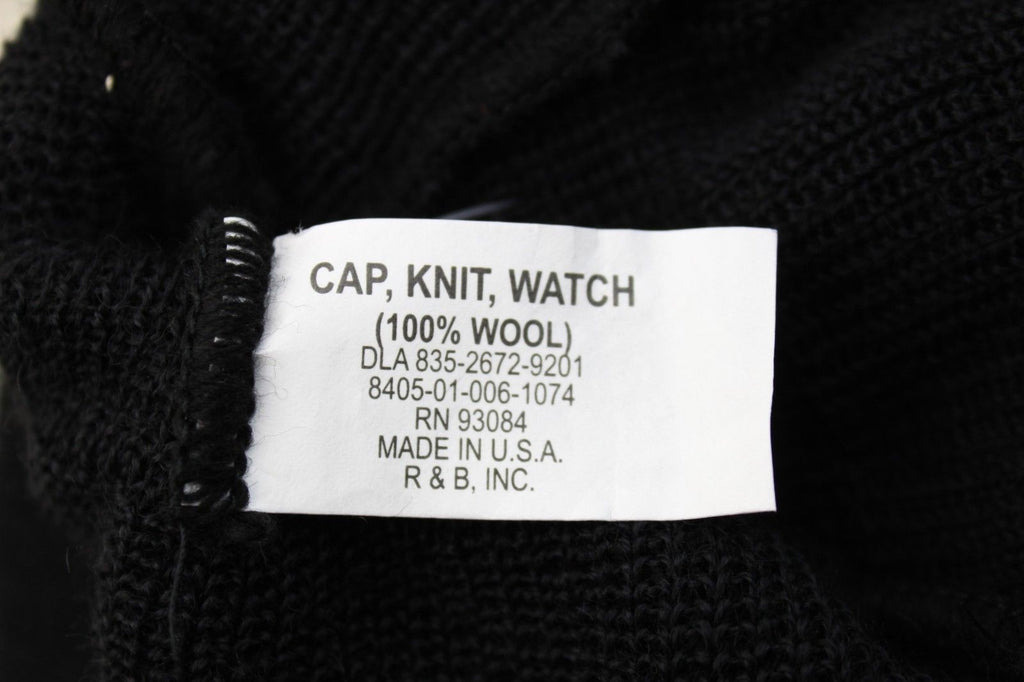 CAP, KNIT, WATCH
(100% WOOL)
DLA 835-2672-9201
8405-01-006-1074
RN 93084
MADE IN U.S.A.
R & B, INC.